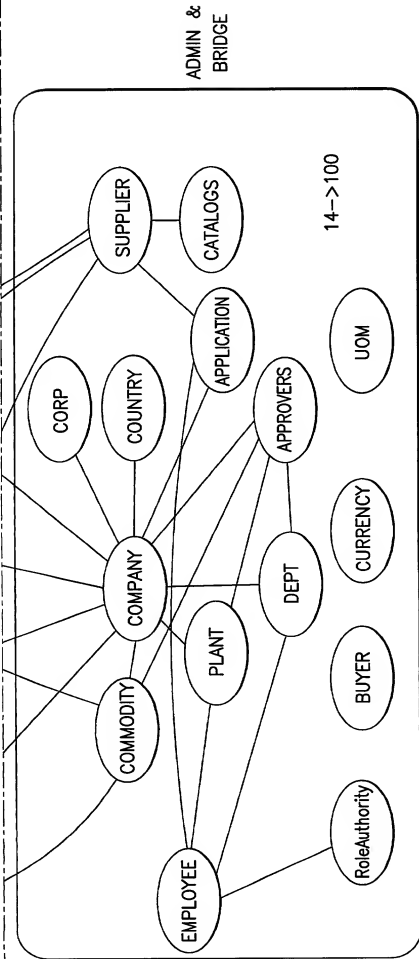 ADMIN &
BRIDGE
SUPPLIER
CATALOGS
14-->100
CORP
COUNTRY
APPLICATION
APPROVERS
UOM
COMPANY
COMMODITY
PLANT
DEPT
CURRENCY
BUYER
EMPLOYEE
RoleAuthority